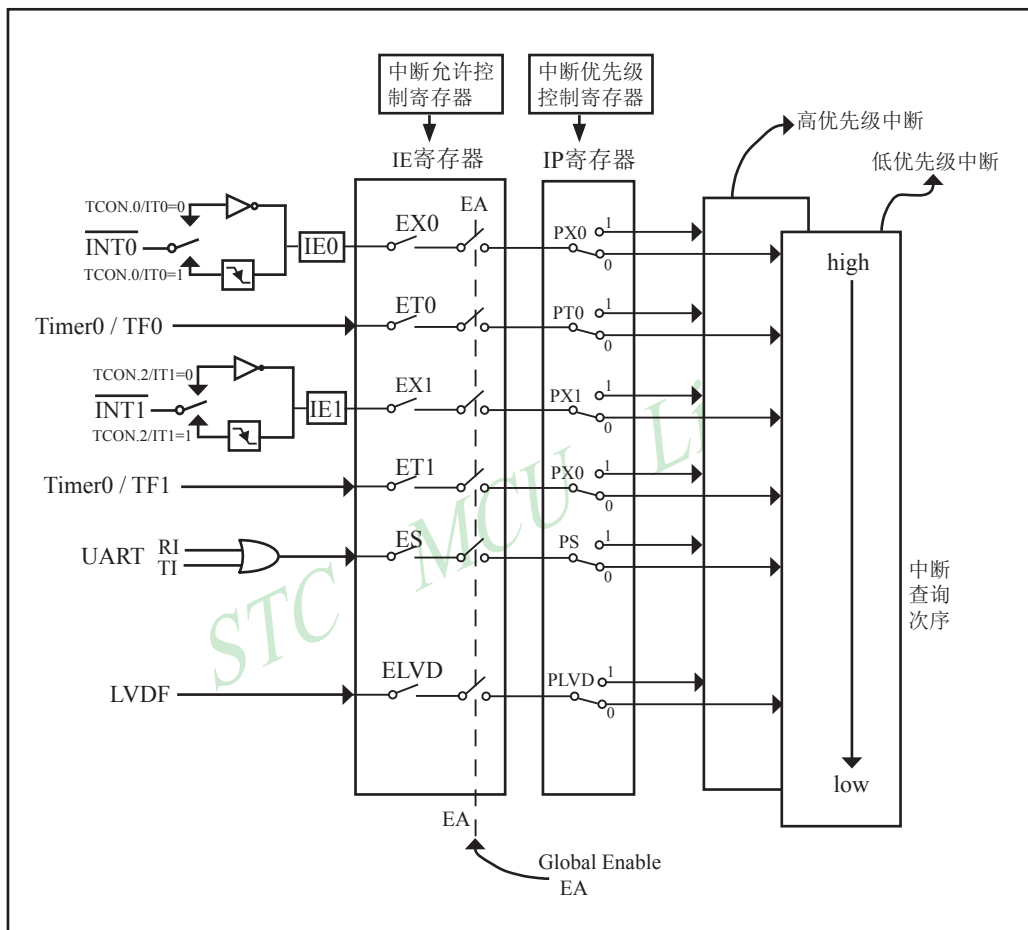 中断允许控
制寄存器
中断优先级
控制寄存器
高优先级中断
低优先级中断
IE寄存器
IP寄存器
EA
TCON.0/IT0=0
INT0
TCON.0/IT0=1
IE0
EX0
PX0
1
0
high
Timer0 / TF0
ET0
PT0
1
0
TCON.2/IT1=0
INT1
TCON.2/IT1=1
IE1
EX1
PX1
1
0
Timer0 / TF1
ET1
PX0
1
0
UART
RI
TI
ES
PS
1
0
中断
查询
次序
STC MCU Li
LVDF
ELVD
PLVD
1
0
low
EA
Global Enable
EA